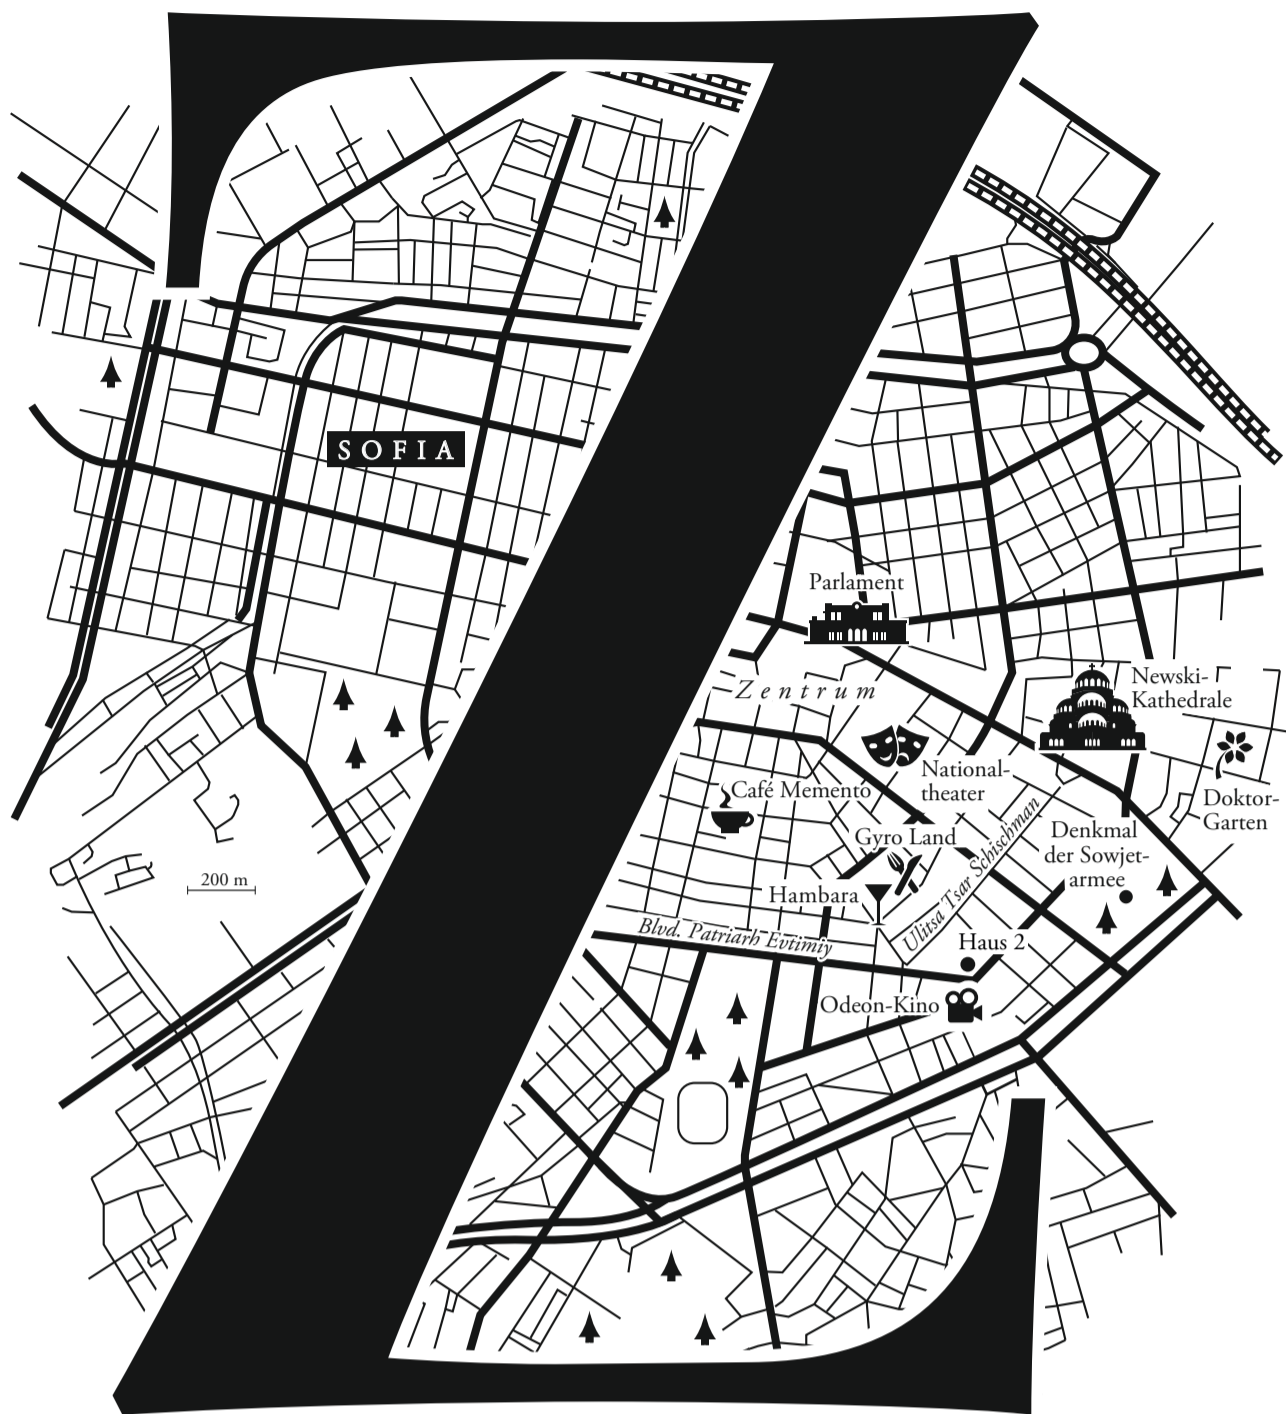 SOFIA
Parlament
Zentrum
Newski-
Kathedrale
National-
theater
Café Memento
Doktor-
Garten
Gyro Land
Denkmal
der Sowjet-
armee
Ulitsa Tsar Schischman
Hambara
200 m
Blvd. Patriarh Evtimiy
Haus 2
Odeon-Kino
Z